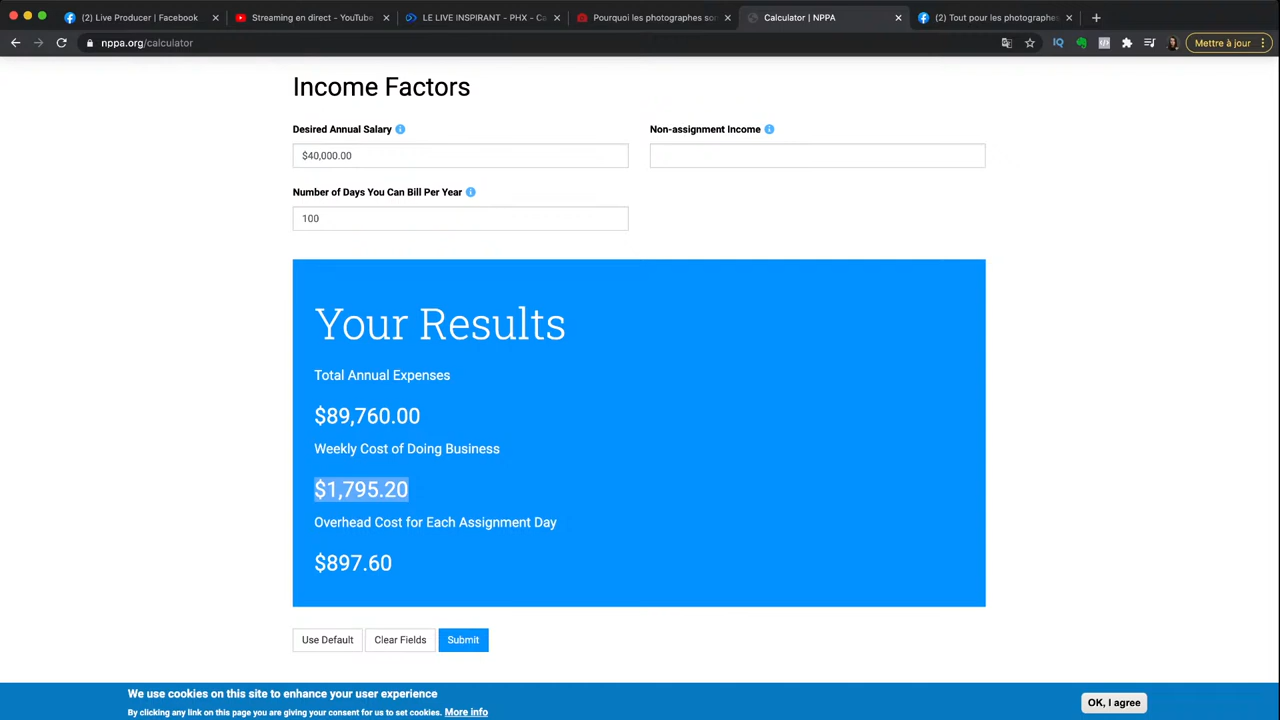 (2) Live Producer | Facebook
Streaming en direct - YouTube
LE LIVE INSPIRANT - PHX - Ca
Pourquoi les photographes so
Calculator | NPPA
(2) Tout pour les photographes
nppa.org/calculator
Mettre à jour
Income Factors
Desired Annual Salary
Non-assignment Income
$40,000.00
Number of Days You Can Bill Per Year
100
Your Results
Total Annual Expenses
$89,760.00
Weekly Cost of Doing Business
$1,795.20
Overhead Cost for Each Assignment Day
$897.60
Use Default
Clear Fields
Submit
We use cookies on this site to enhance your user experience
By clicking any link on this page you are giving your consent for us to set cookies. More info
OK, I agree